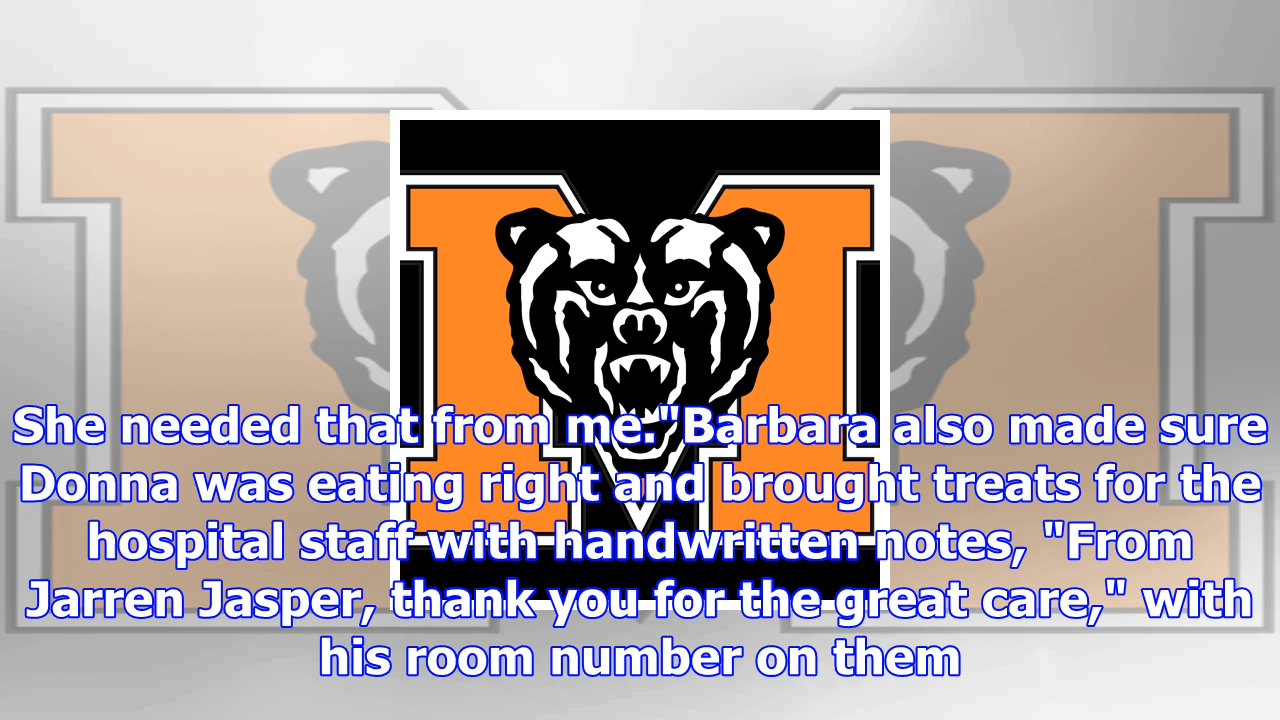 She needed that from me."Barbara also made sure
Donna was eating right and brought treats for the
hospital staff with handwritten notes, "From
Jarren Jasper, thank you for the great care," with
his room number on them